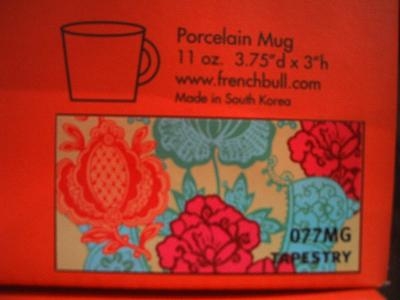 Porcelain Mug
11 oz. 3.75"d x 3"h
www.frenchbull.com
Made in South Korea
077MG
TAPESTRY